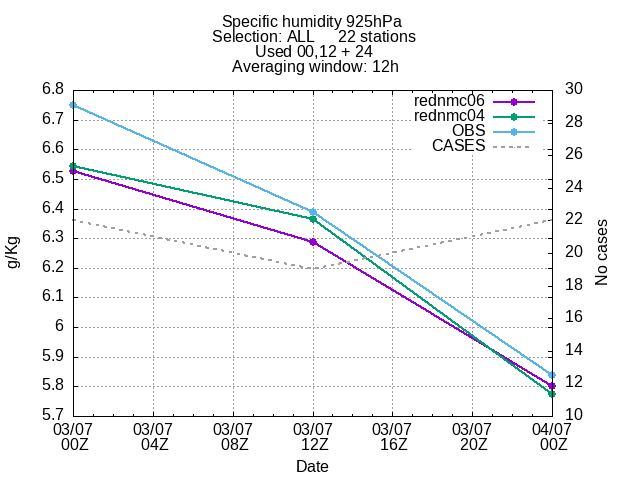 Specific humidity 925hPa
Selection: ALL 22 stations
Used 00,12 + 24
Averaging window: 12h
g/Kg
6.8
6.7
6.6
6.5
6.4
6.3
6.2
6.1
6
5.9
5.8
5.7
rednmc06
rednmc04
OBS
CASES
30
28
26
24
22
20
18
16
14
12
10
No cases
03/07 03/07 03/07 03/07 03/07 03/07 04/07
00Z 04Z 08Z 12Z 16Z 20Z 00Z
Date